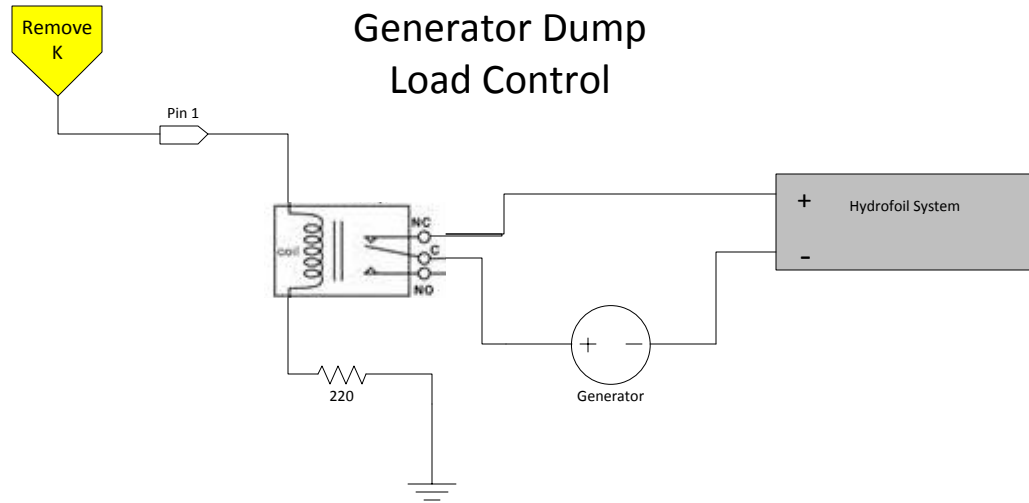 Generator Dump
Load Control
Remove
K
Pin 1
NC
coil
C
NO
+
Hydrofoil System
-
+ −
220
Generator